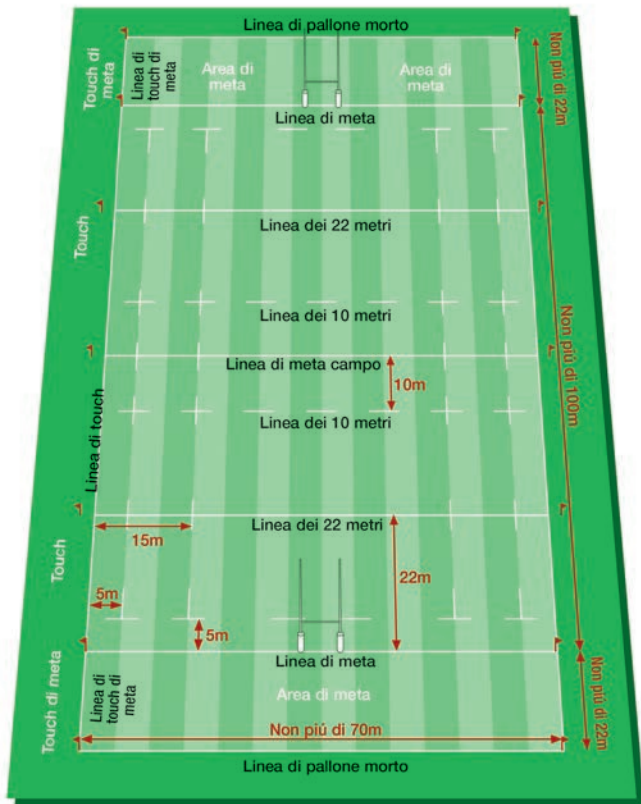 Linea di pallone morto
Touch di
meta
Linea di
touch di
meta
Area di
meta
Area di
meta
Non piú di 22m
Linea di meta
Linea dei 22 metri
Touch
Linea dei 10 metri
Linea di meta campo
Non piú di 100m
10m
Linea di touch
Linea dei 10 metri
Linea dei 22 metri
15m
Touch
22m
5m
5m
Linea di meta
Touch di meta
Linea di
touch di
meta
Area di meta
Non piú di 22m
Non piú di 70m
Linea di pallone morto